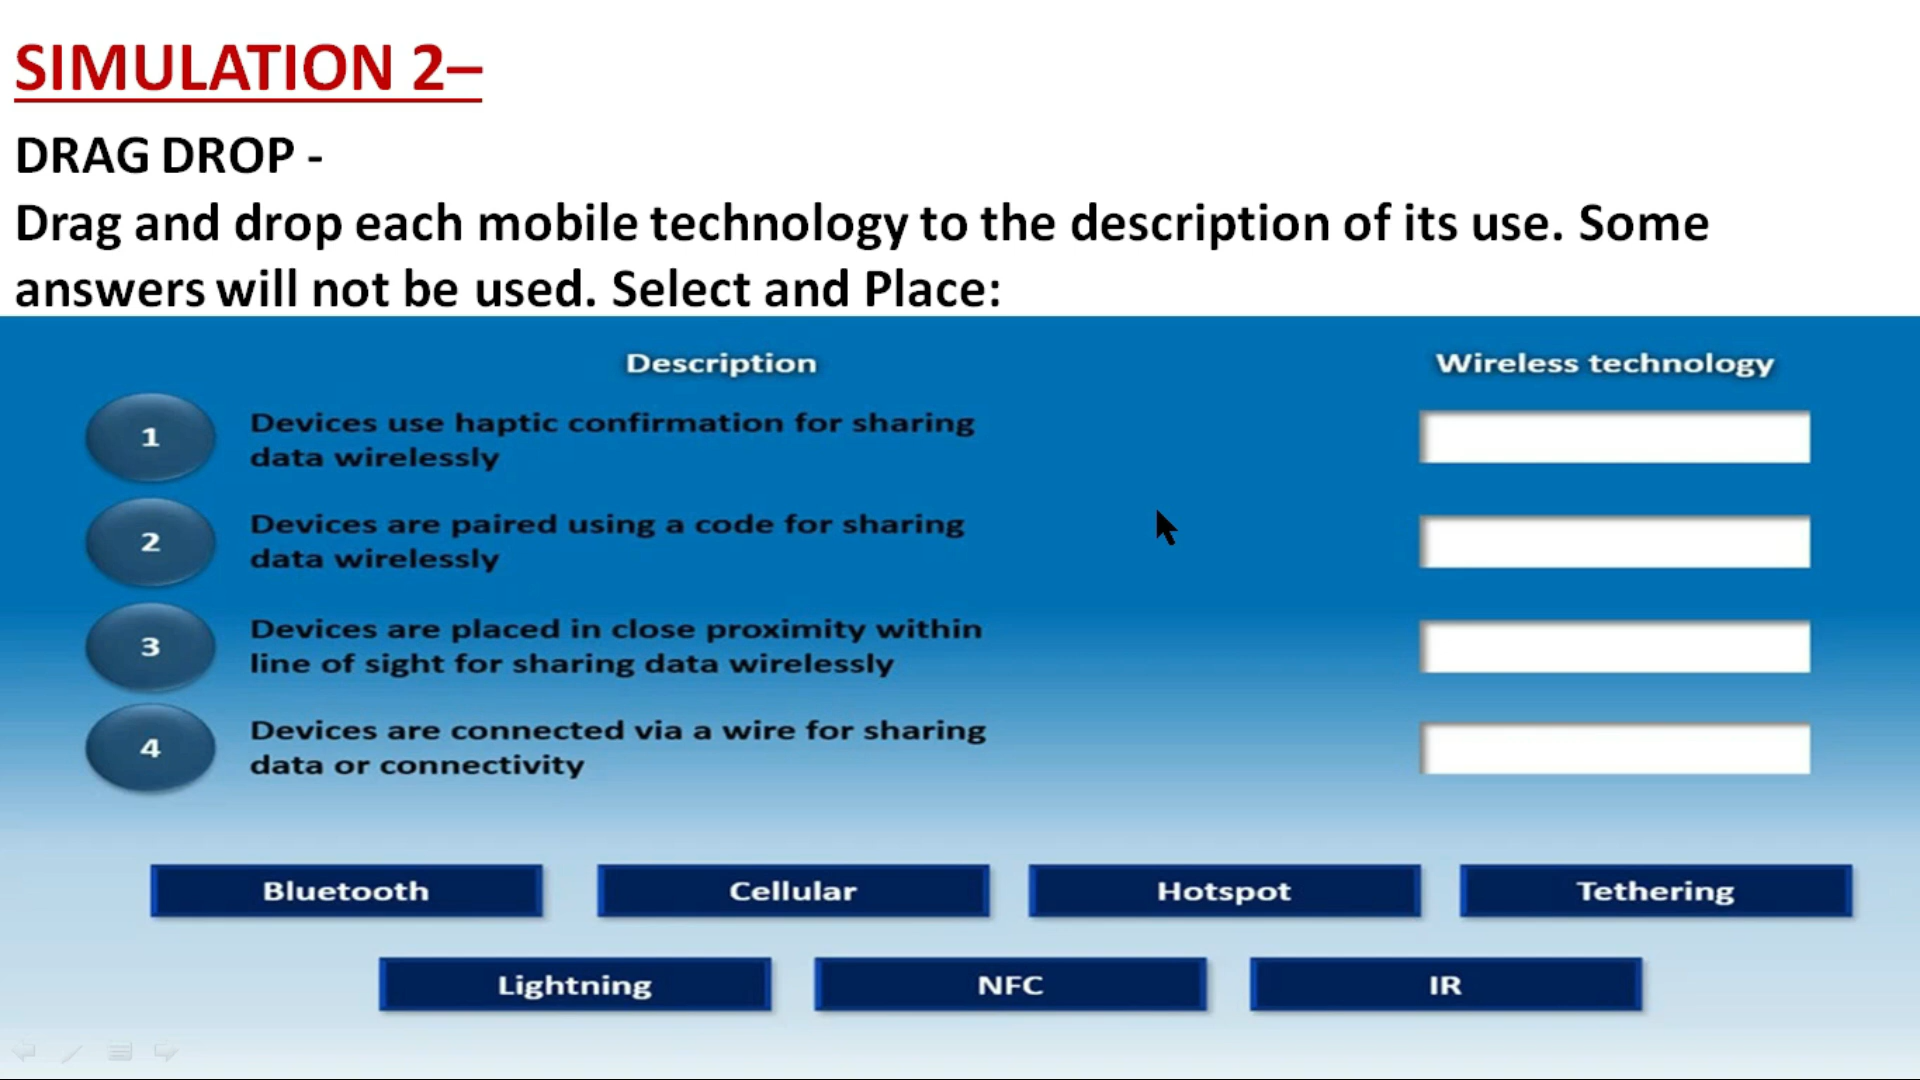 SIMULATION 2–
DRAG DROP -
Drag and drop each mobile technology to the description of its use. Some
answers will not be used. Select and Place:
Description
Wireless technology
1
Devices use haptic confirmation for sharing
data wirelessly
2
Devices are paired using a code for sharing
data wirelessly
3
Devices are placed in close proximity within
line of sight for sharing data wirelessly
4
Devices are connected via a wire for sharing
data or connectivity
Bluetooth
Cellular
Hotspot
Tethering
Lightning
NFC
IR